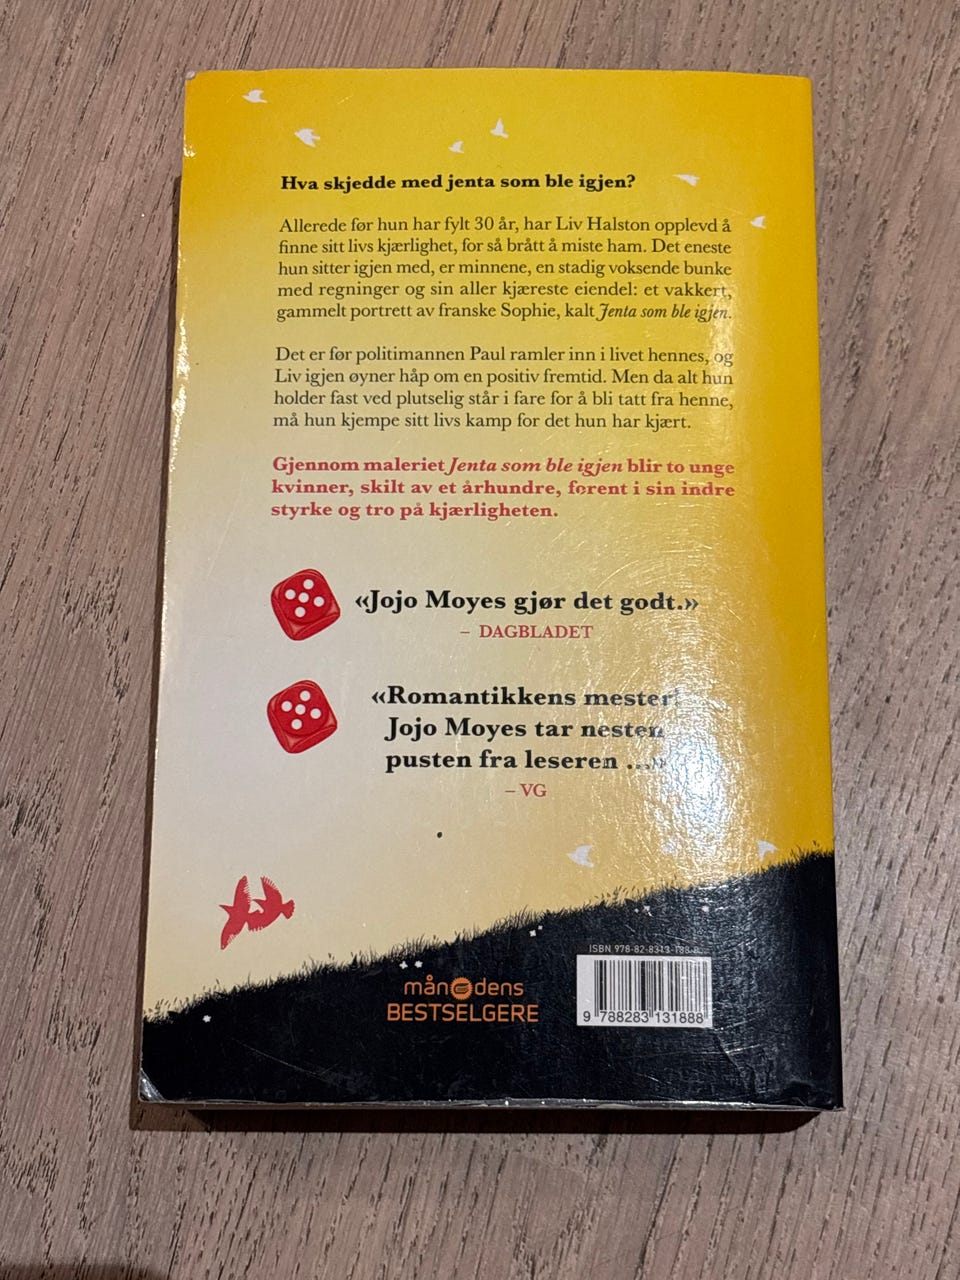 Hva skjedde med jenta som ble igjen?
Allerede før hun har fylt 30 år, har Liv Halston opplevd å
finne sitt livs kjærlighet, for så brått å miste ham. Det eneste
hun sitter igjen med, er minnene, en stadig voksende bunke
med regninger og sin aller kjæreste eiendel: et vakkert,
gammelt portrett av franske Sophie, kalt Jenta som ble igjen.
Det er før politimannen Paul ramler inn i livet hennes, og
Liv igjen øyner håp om en positiv fremtid. Men da alt hun
holder fast ved plutselig står i fare for å bli tatt fra henne,
må hun kjempe sitt livs kamp for det hun har kjært.
Gjennom maleriet Jenta som ble igjen blir to unge
kvinner, skilt av et århundre, forent i sin indre
styrke og tro på kjærligheten.
«Jojo Moyes gjør det godt.»
– DAGBLADET
«Romantikkens mester!
Jojo Moyes tar nesten
pusten fra leseren ...»
– VG
månedens
BESTSELGERE
ISBN 978-82-8313-188-8
9 788283 131888